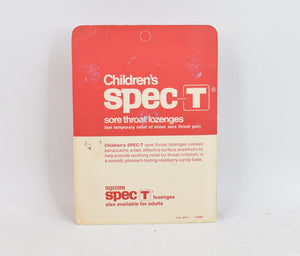 Children's
spec-T®
sore throat lozenges
fast temporary relief of minor sore throat pain
Children's SPEC-T sore throat lozenges contain
benzocaine, a fast, effective surface anesthetic to
help provide soothing relief for throat irritation, in
a smooth, pleasant-tasting raspberry candy base.
SQUIBB
spec T lozenges
also available for adults